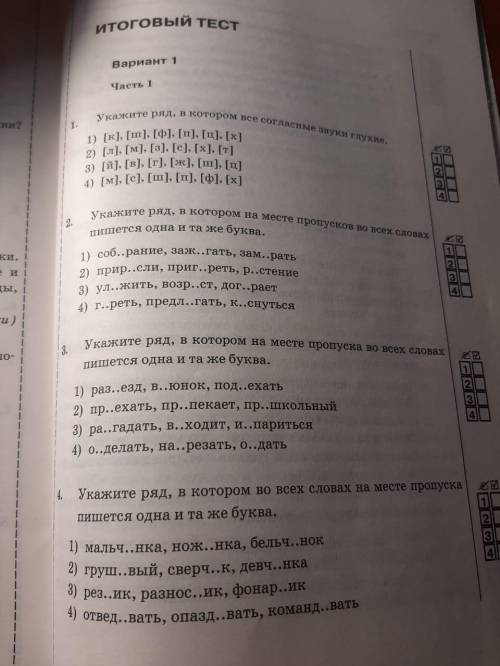 ИТОГОВЫЙ ТЕСТ
Вариант 1
Часть 1
1. Укажите ряд, в котором все согласные звуки глухие.
1) [к], [ш], [ф], [п], [ц], [х]
2) [л], [м], [з], [с], [х], [т]
3) [й], [в], [г], [ж], [ш], [ц]
4) [м], [с], [ш], [п], [ф], [х]
1
2
3
4
2. Укажите ряд, в котором на месте пропусков во всех словах
пишется одна и та же буква.
1) соб..рание, заж..гать, зам..рать
2) прир..сли, приг..реть, р..стение
3) ул..жить, возр..ст, дог..рает
4) г..реть, предл..гать, к..снуться
1
2
3
4
3. Укажите ряд, в котором на месте пропуска во всех словах
пишется одна и та же буква.
1) раз..езд, в..юнок, под..ехать
2) пр..ехать, пр..пекает, пр..школьный
3) ра..гадать, в..ходит, и..париться
4) о..делать, на..резать, о..дать
1
2
3
4
4. Укажите ряд, в котором во всех словах на месте пропуска
пишется одна и та же буква.
1) мальч..нка, нож..нка, бельч..нок
2) груш..вый, сверч..к, девч..нка
3) рез..ик, разнос..ик, фонар..ик
4) отвед..вать, опазд..вать, команд..вать
1
2
3
4
ки.
и
ды,